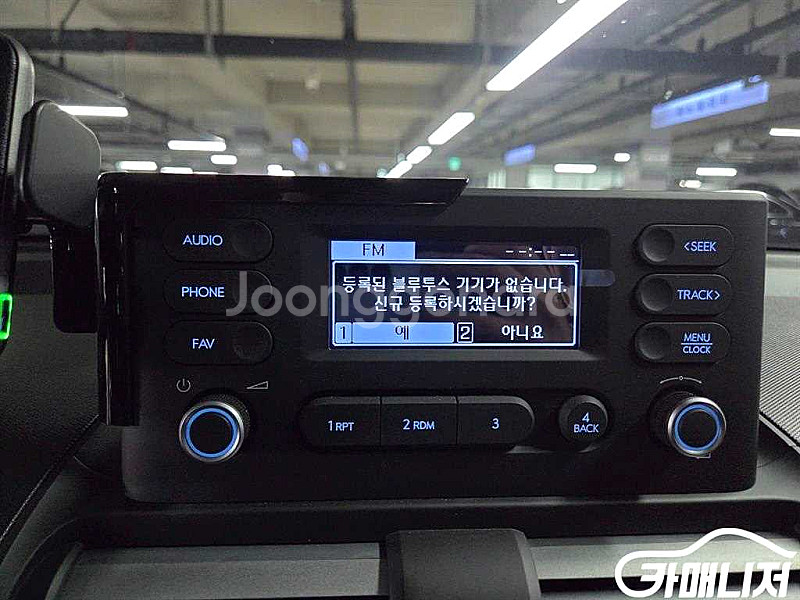 AUDIO
PHONE
FAV
FM
--:-- --
등록된 블루투스 기기가 없습니다.
신규 등록하시겠습니까?
1 예 2 아니요
<SEEK
TRACK>
MENU
CLOCK
1 RPT
2 RDM
3
4
BACK
카매니저